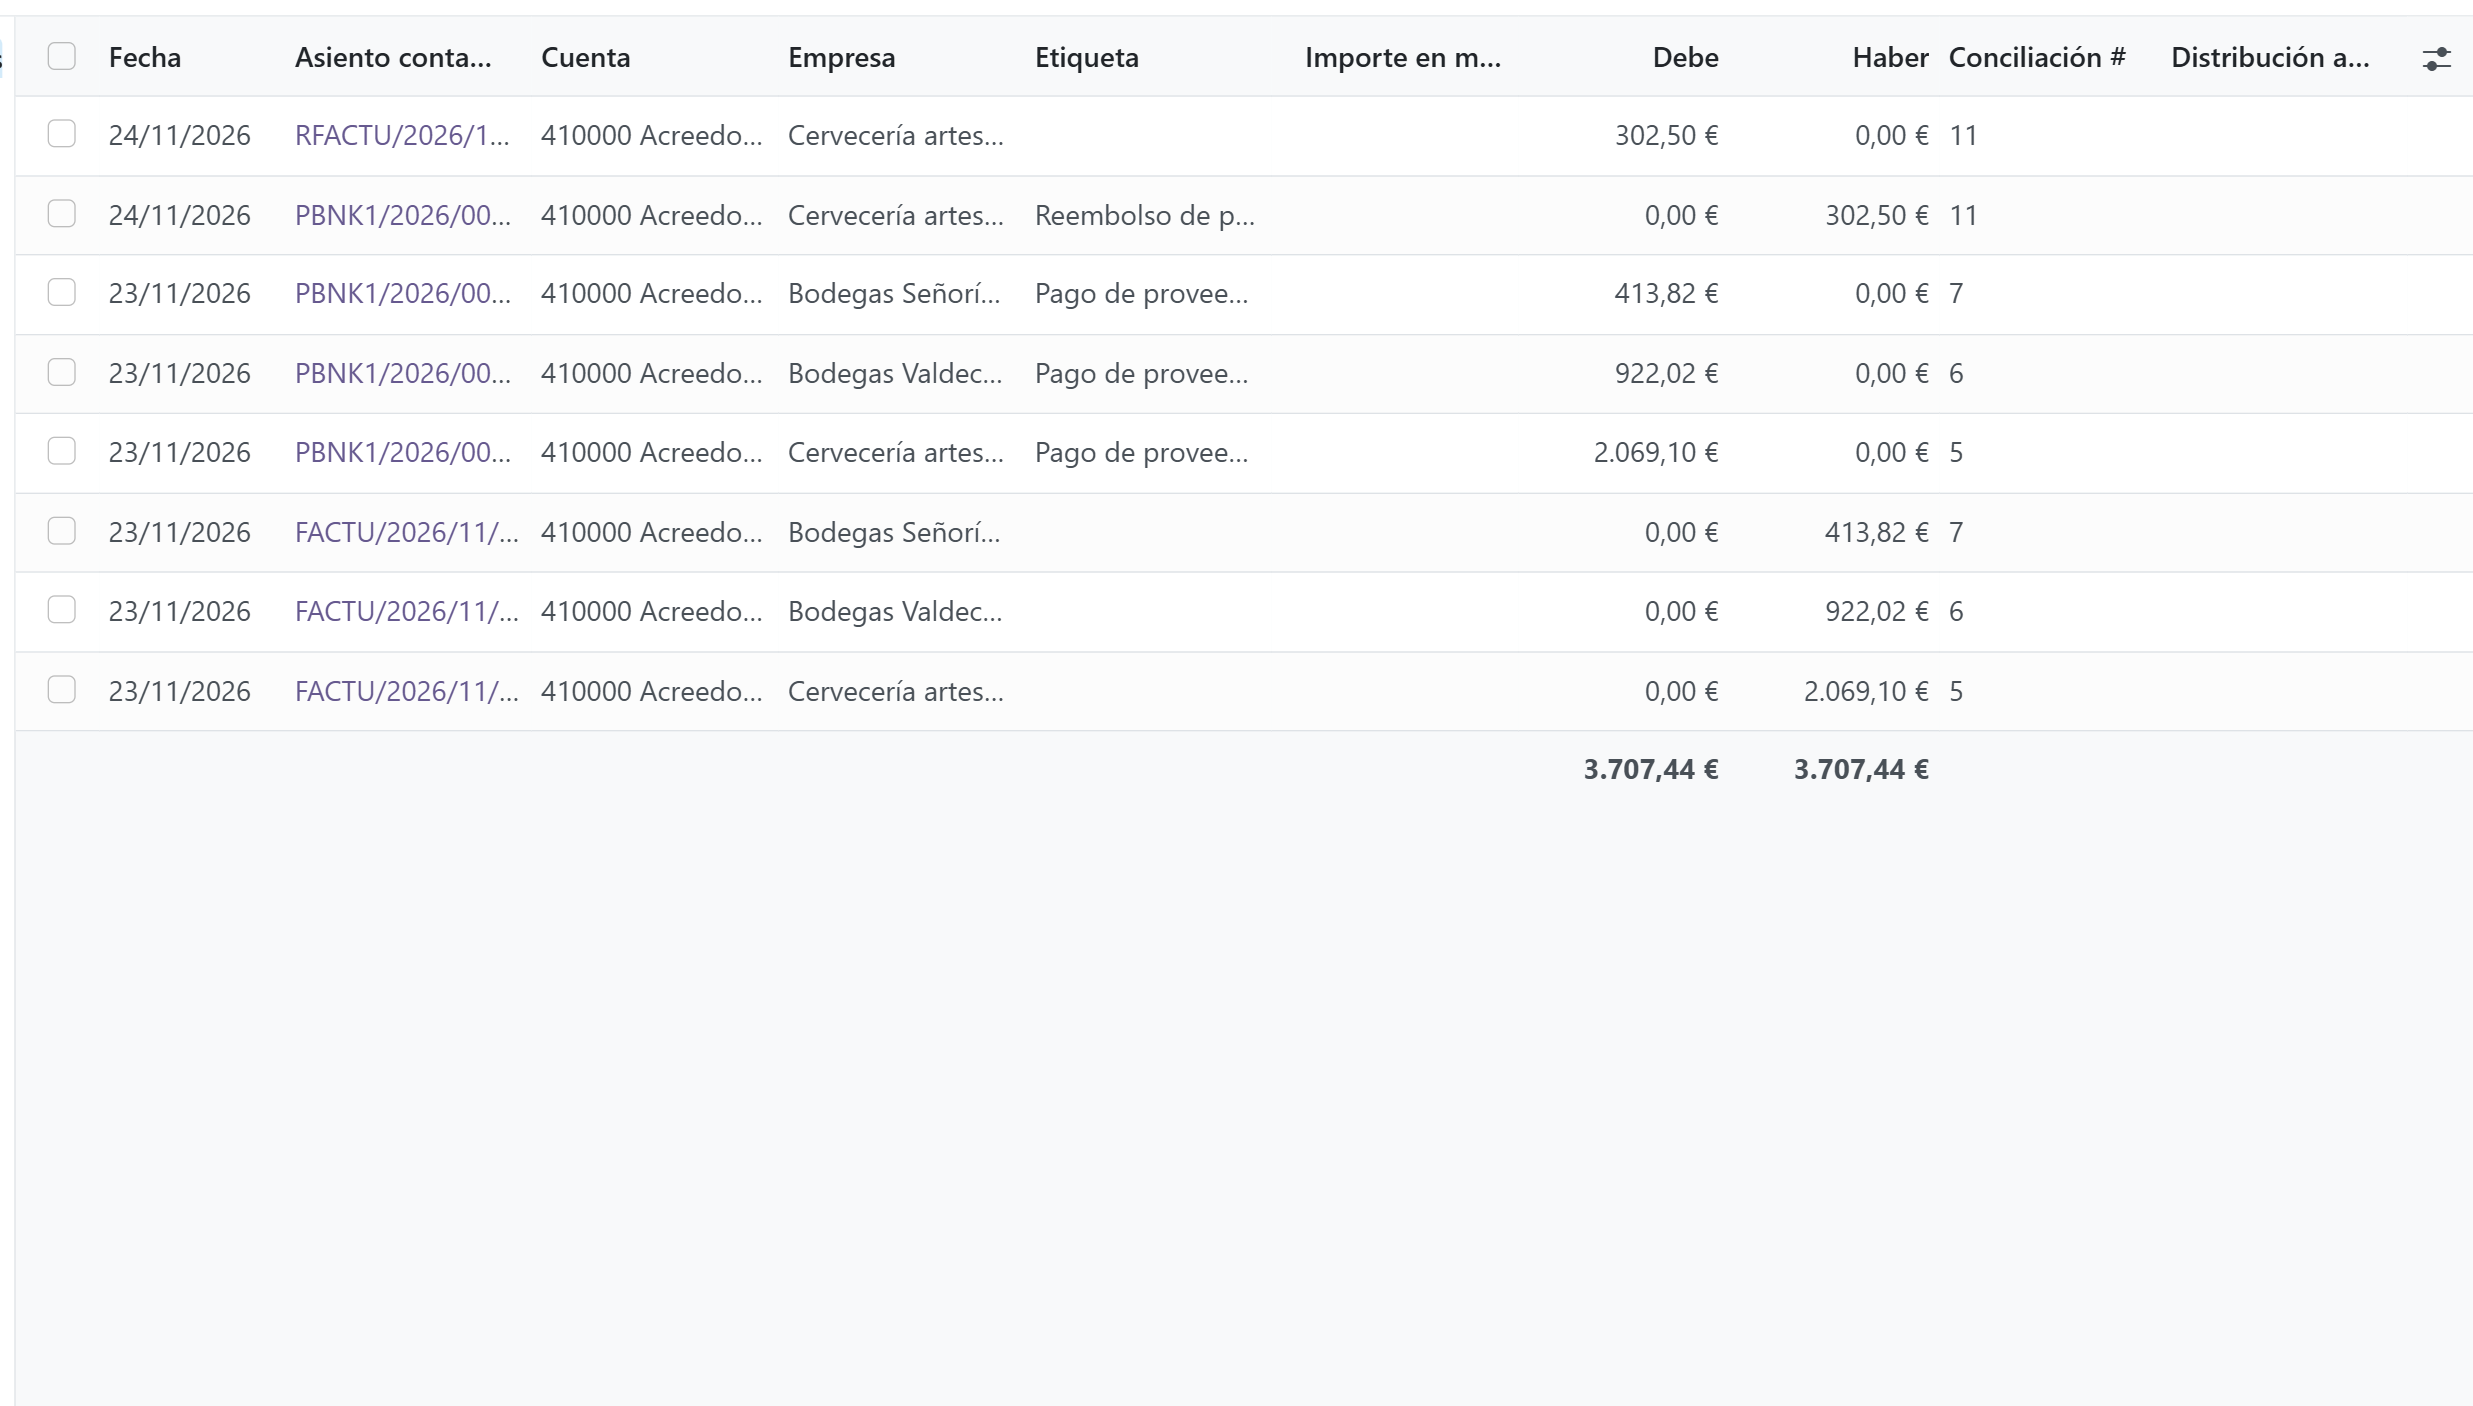 Fecha Asiento conta... Cuenta Empresa Etiqueta Importe en m... Debe Haber Conciliación # Distribución a...
24/11/2026 RFACTU/2026/1... 410000 Acreedo... Cervecería artes... 302,50 € 0,00 € 11
24/11/2026 PBNK1/2026/00... 410000 Acreedo... Cervecería artes... Reembolso de p... 0,00 € 302,50 € 11
23/11/2026 PBNK1/2026/00... 410000 Acreedo... Bodegas Señorí... Pago de provee... 413,82 € 0,00 € 7
23/11/2026 PBNK1/2026/00... 410000 Acreedo... Bodegas Valdec... Pago de provee... 922,02 € 0,00 € 6
23/11/2026 PBNK1/2026/00... 410000 Acreedo... Cervecería artes... Pago de provee... 2.069,10 € 0,00 € 5
23/11/2026 FACTU/2026/11/... 410000 Acreedo... Bodegas Señorí... 0,00 € 413,82 € 7
23/11/2026 FACTU/2026/11/... 410000 Acreedo... Bodegas Valdec... 0,00 € 922,02 € 6
23/11/2026 FACTU/2026/11/... 410000 Acreedo... Cervecería artes... 0,00 € 2.069,10 € 5
3.707,44 € 3.707,44 €